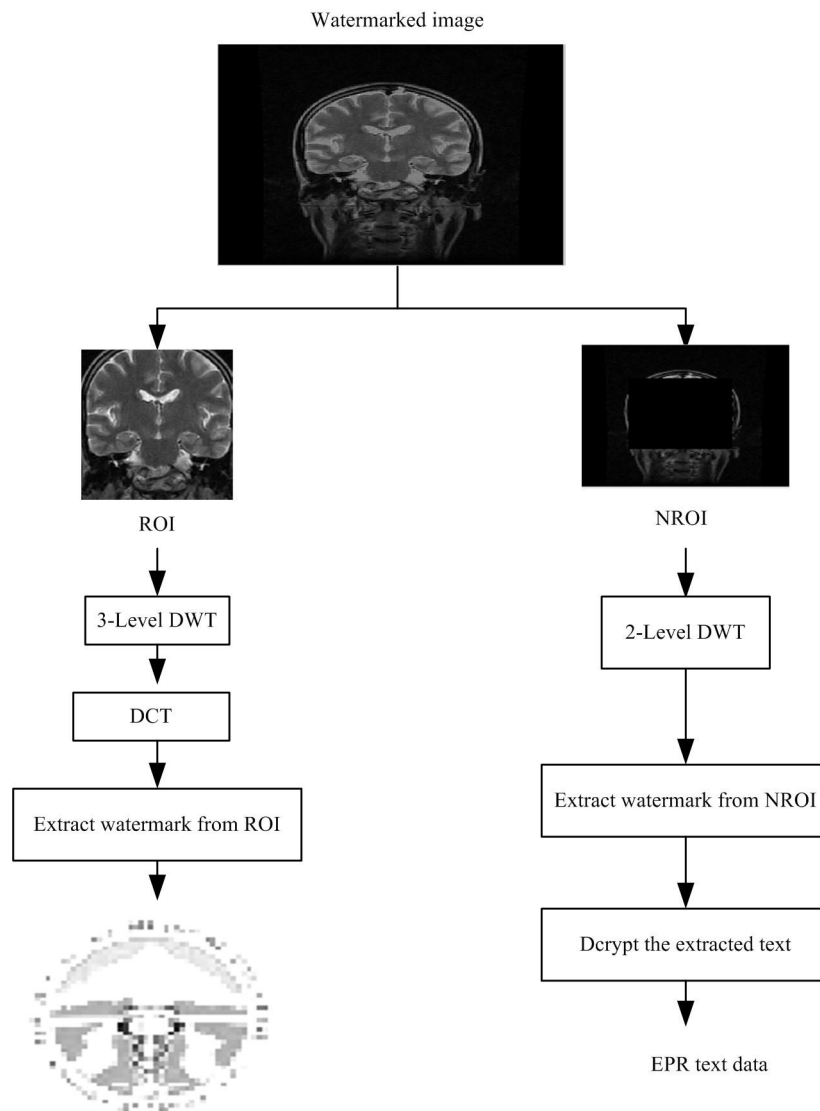 Watermarked image
ROI
3-Level DWT
DCT
Extract watermark from ROI
NROI
2-Level DWT
Extract watermark from NROI
Dcrypt the extracted text
EPR text data